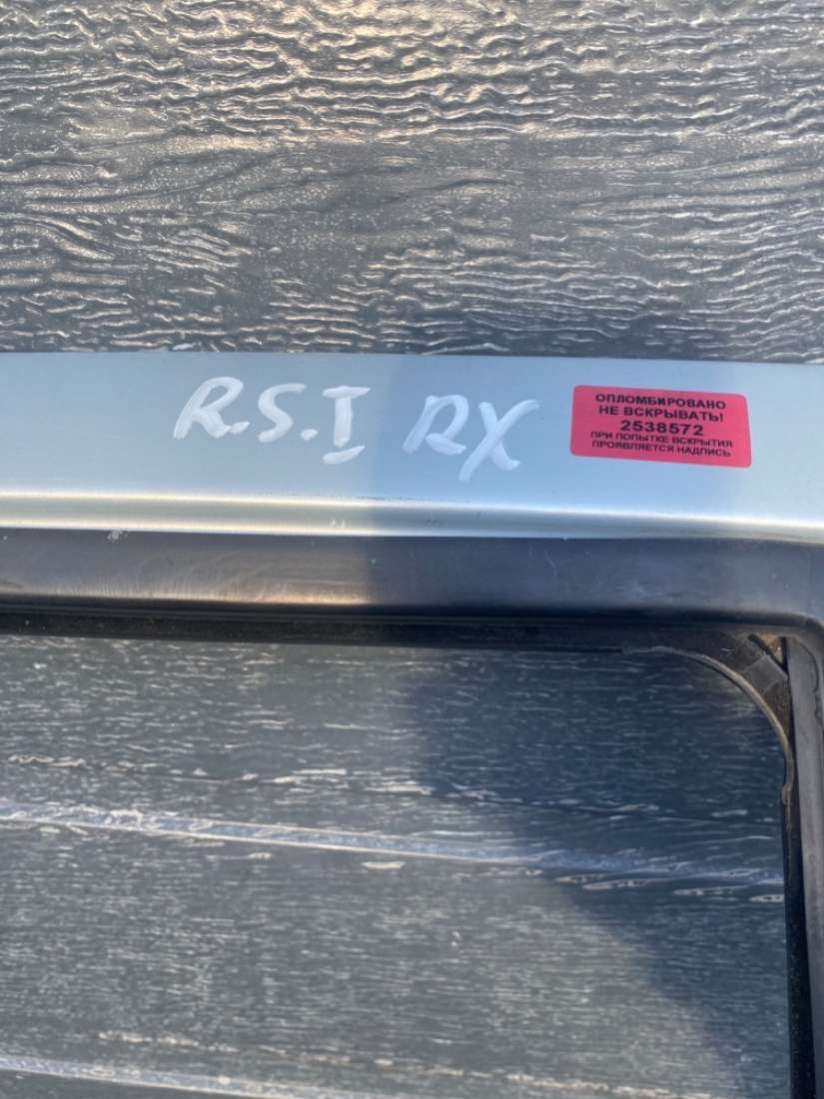 R.S.I RX
ОПЛОМБИРОВАНО
НЕ ВСКРЫВАТЬ!
2538572
ПРИ ПОПЫТКЕ ВСКРЫТИЯ
ПРОЯВЛЯЕТСЯ НАДПИСЬ